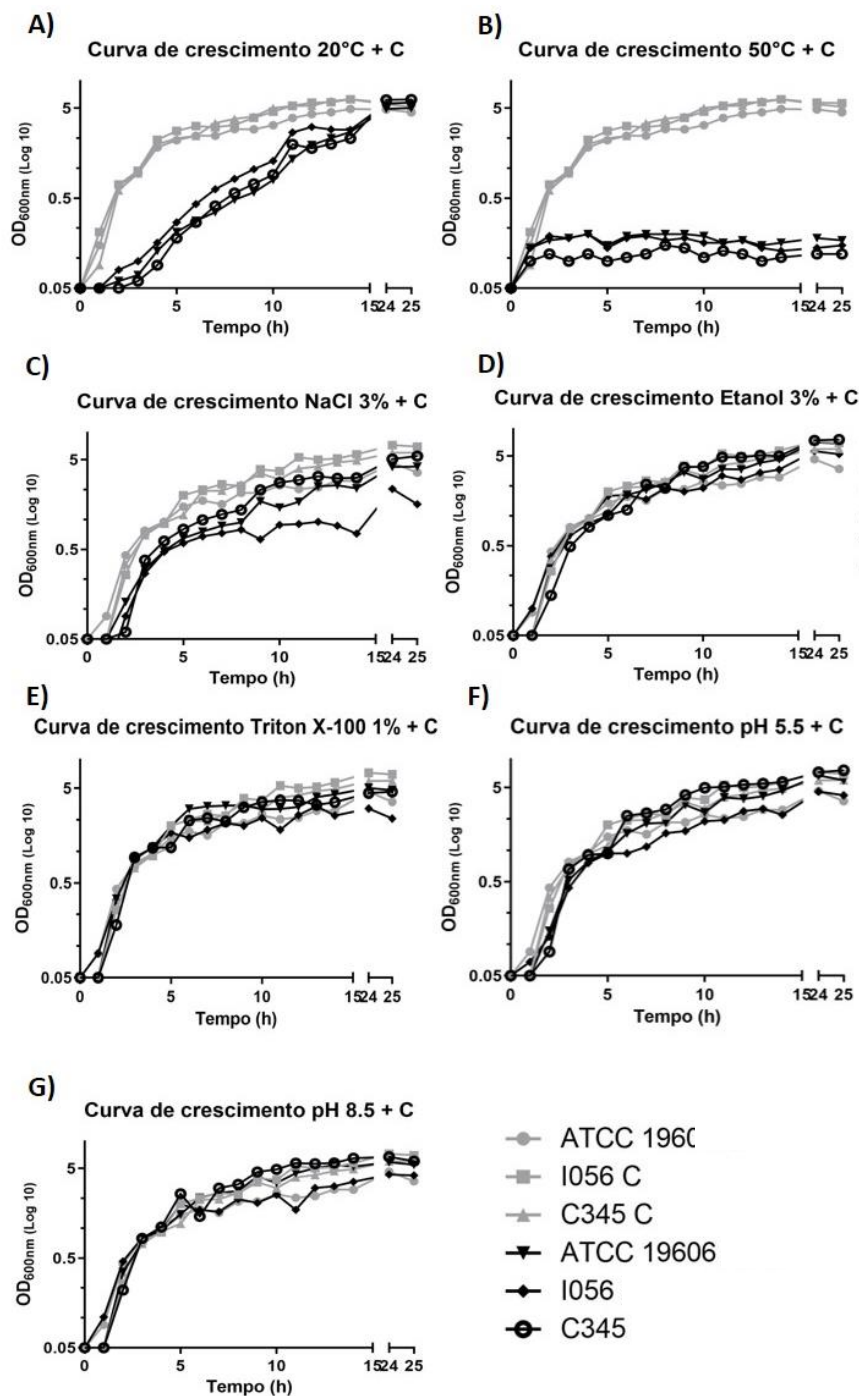 A)
Curva de crescimento 20°C + C
OD600nm (Log 10)
5
0.5
0.05
0 5 10 15 24 25
Tempo (h)
B)
Curva de crescimento 50°C + C
OD600nm (Log 10)
5
0.5
0.05
0 5 10 15 24 25
Tempo (h)
C)
Curva de crescimento NaCl 3% + C
OD600nm (Log 10)
5
0.5
0.05
0 5 10 15 24 25
Tempo (h)
D)
Curva de crescimento Etanol 3% + C
OD600nm (Log 10)
5
0.5
0.05
0 5 10 15 24 25
Tempo (h)
E)
Curva de crescimento Triton X-100 1% + C
OD600nm (Log 10)
5
0.5
0.05
0 5 10 15 24 25
Tempo (h)
F)
Curva de crescimento pH 5.5 + C
OD600nm (Log 10)
5
0.5
0.05
0 5 10 15 24 25
Tempo (h)
G)
Curva de crescimento pH 8.5 + C
OD600nm (Log 10)
5
0.5
0.05
0 5 10 15 24 25
Tempo (h)
ATCC 1960
I056 C
C345 C
ATCC 19606
I056
C345